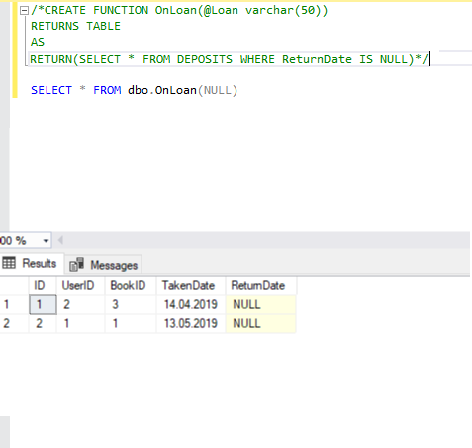 /*CREATE FUNCTION OnLoan(@Loan varchar(50))
RETURNS TABLE
AS
RETURN(SELECT * FROM DEPOSITS WHERE ReturnDate IS NULL)*/
SELECT * FROM dbo.OnLoan(NULL)
00 %
Results Messages
ID UserID BookID TakenDate ReturnDate
1 1 2 3 14.04.2019 NULL
2 2 1 1 13.05.2019 NULL